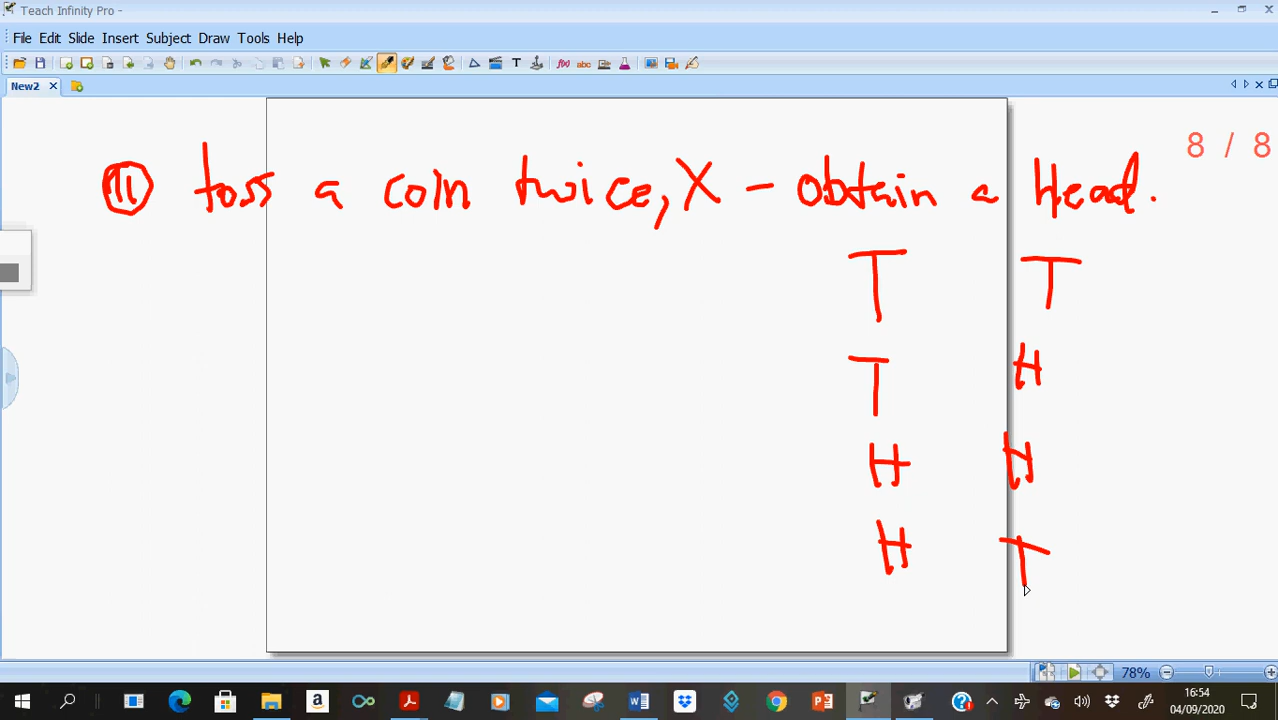 Teach Infinity Pro -
File Edit Slide Insert Subject Draw Tools Help
New2
8 / 8
III toss a coin twice, X - obtain a Head.
T T
T H
H H
H T
78%
16:54
04/09/2020